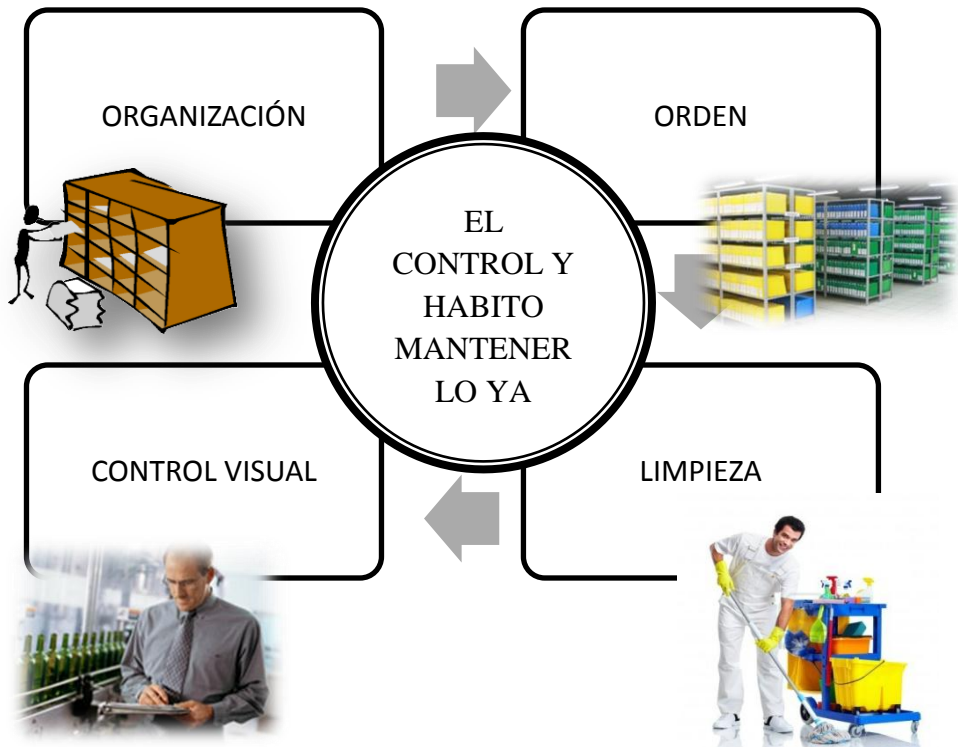 ORGANIZACIÓN
ORDEN
EL
CONTROL Y
HABITO
MANTENER
LO YA
CONTROL VISUAL
LIMPIEZA